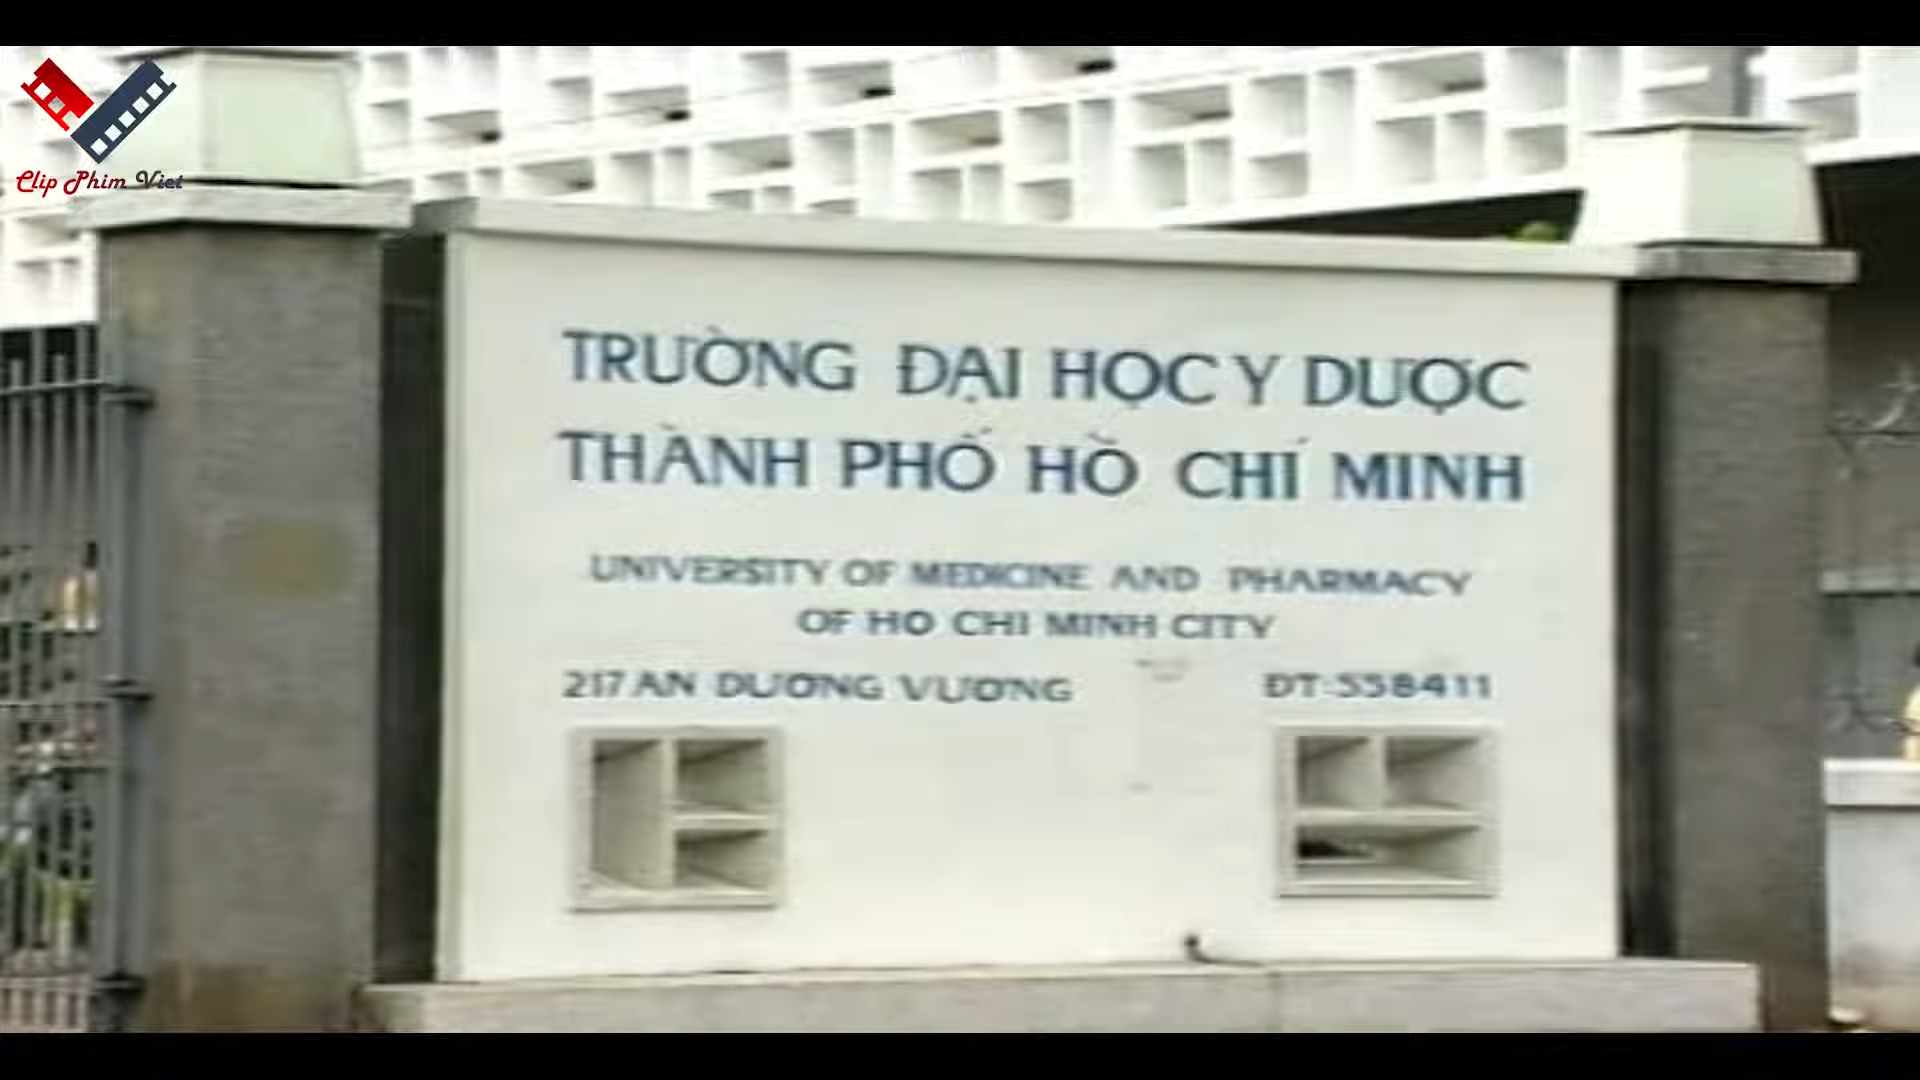 Clip Phim Viet
TRƯỜNG ĐẠI HỌC Y DƯỢC
THÀNH PHỐ HỒ CHÍ MINH
UNIVERSITY OF MEDICINE AND PHARMACY
OF HO CHI MINH CITY
217 AN DƯƠNG VƯƠNG ĐT:558411